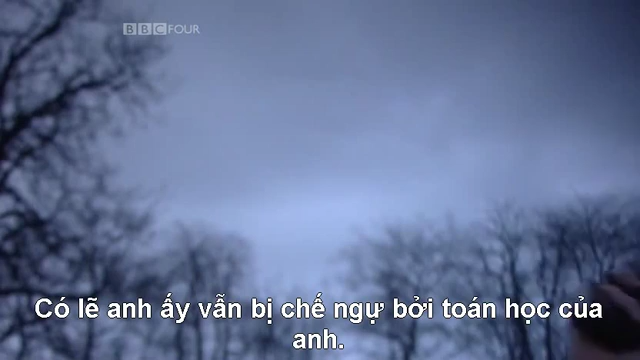 BBC FOUR
Có lẽ anh ấy vẫn bị chế ngự bởi toán học của
anh.